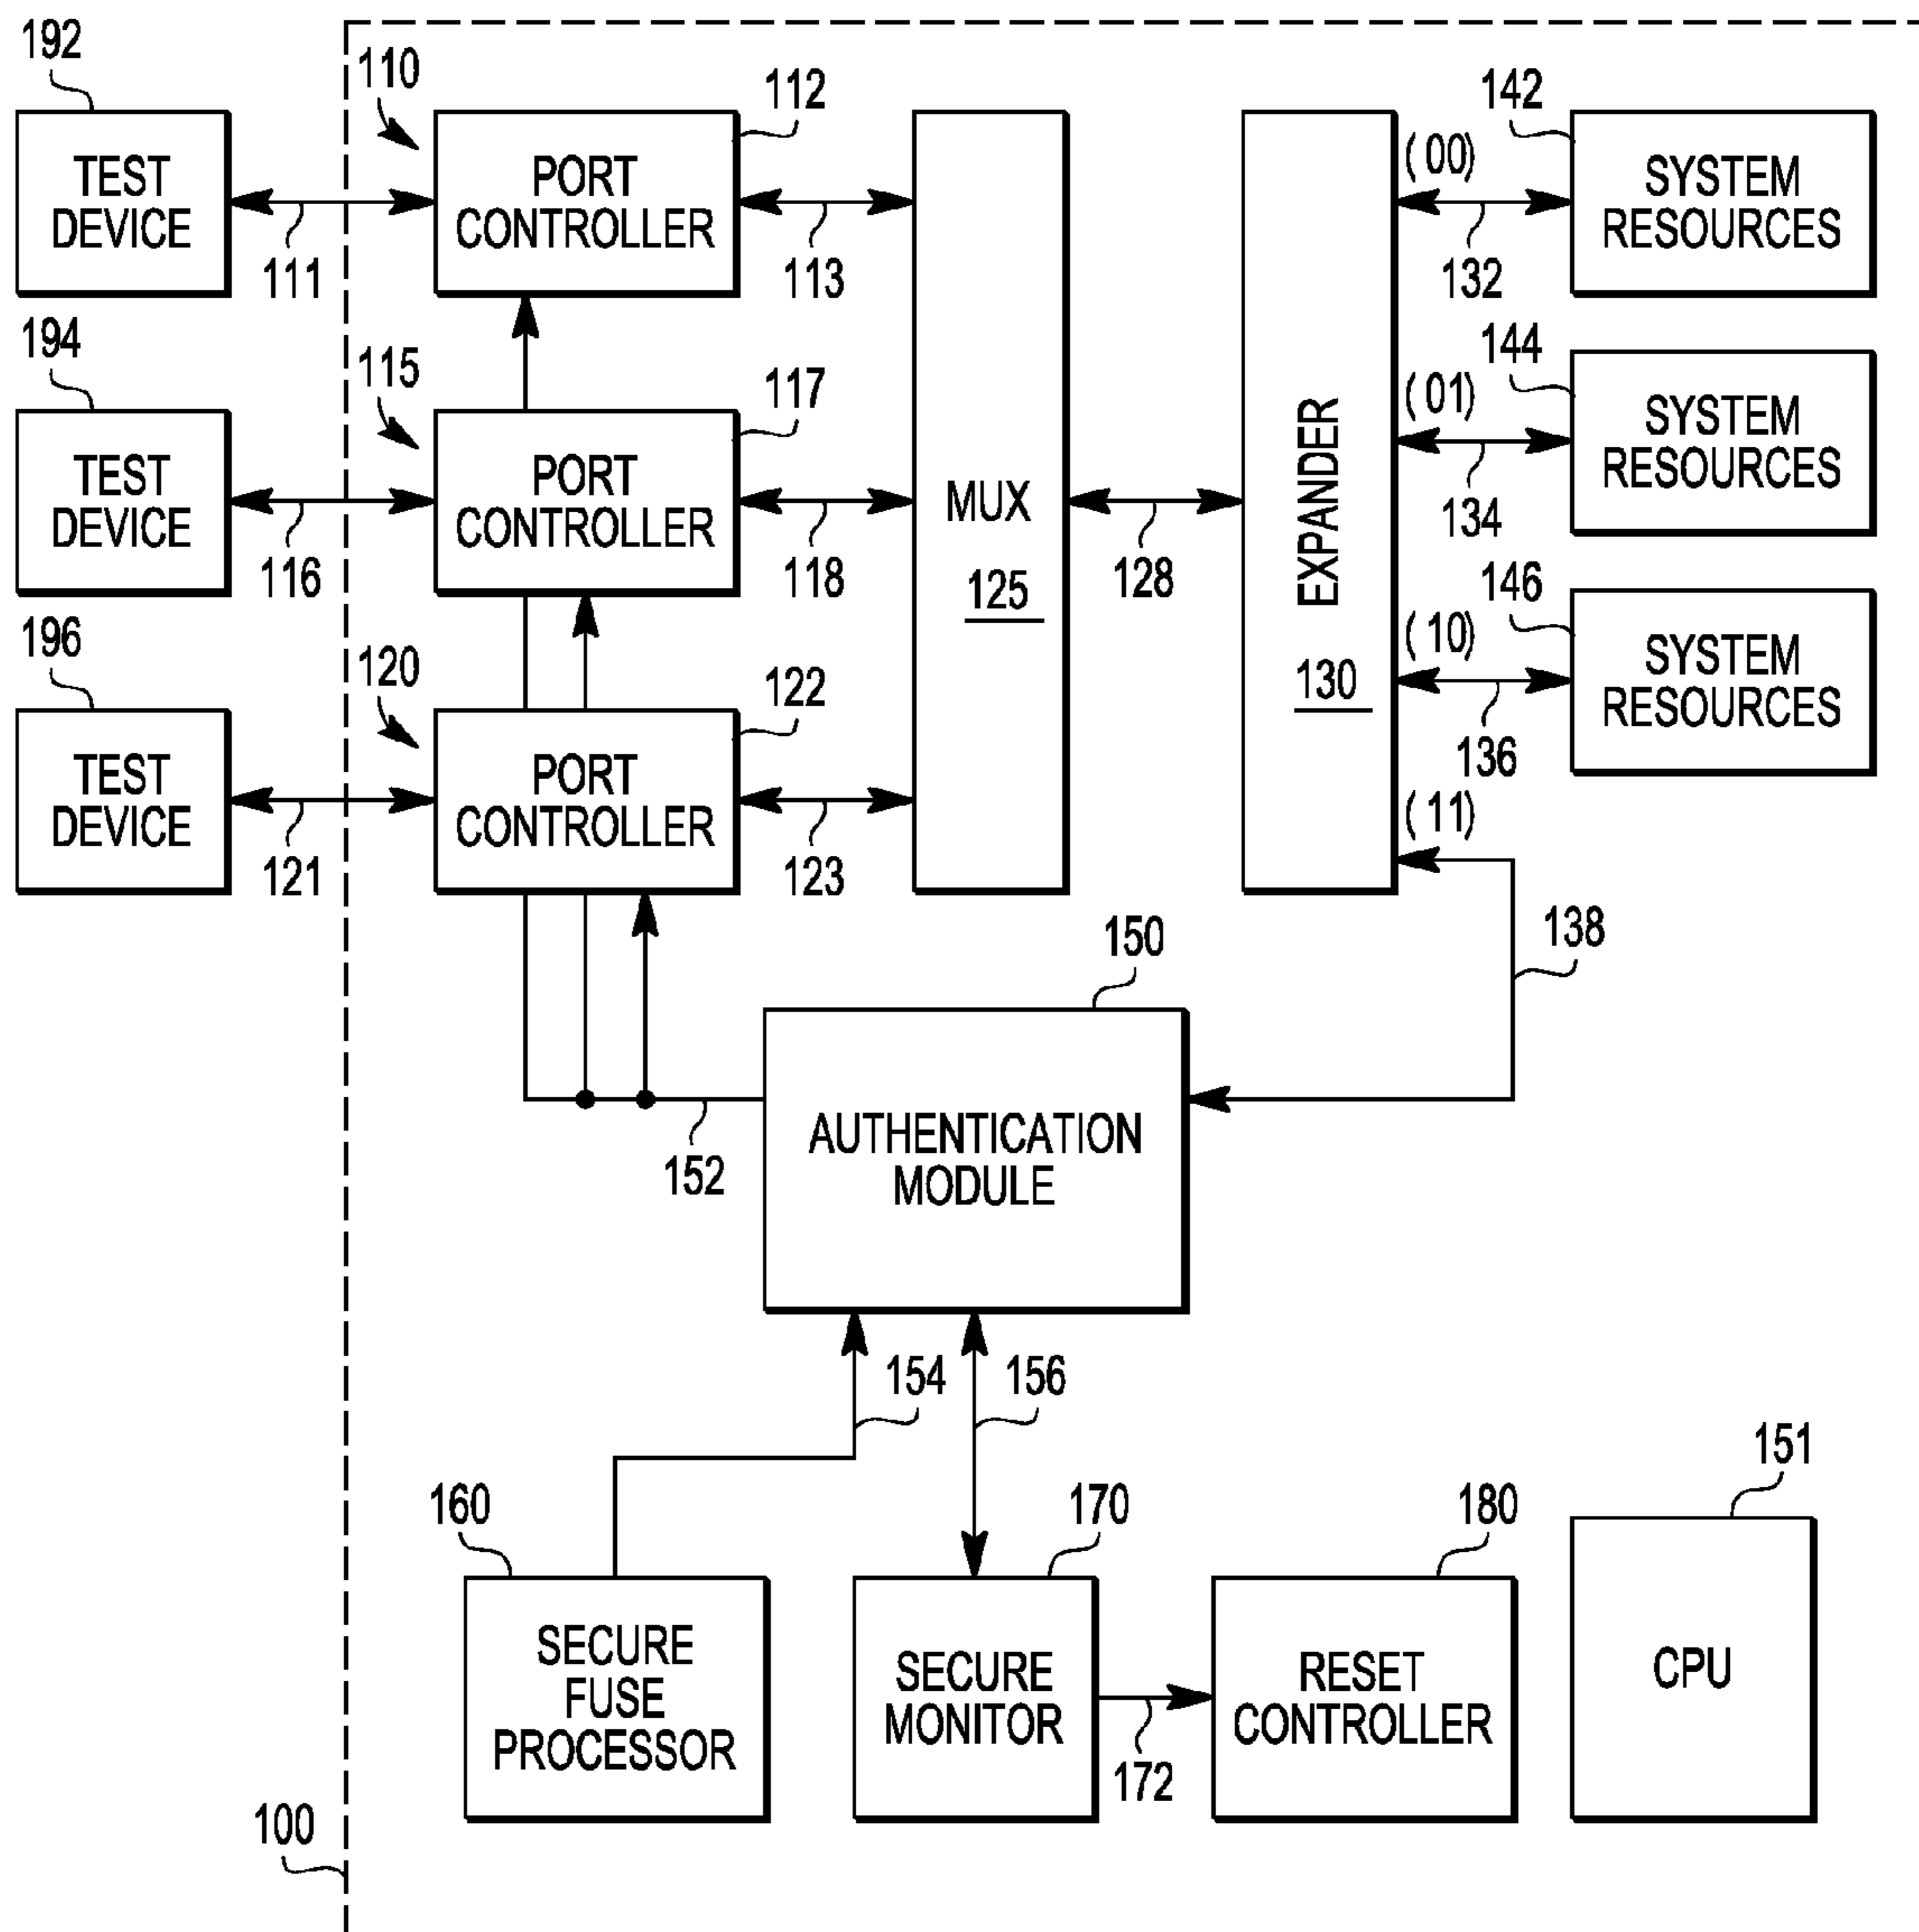 192
110
112
142
TEST
DEVICE
PORT
CONTROLLER
(00)
SYSTEM
RESOURCES
111
113
132
194
115
117
144
TEST
DEVICE
PORT
CONTROLLER
MUX
125
EXPANDER
130
(01)
SYSTEM
RESOURCES
116
118
128
134
196
120
122
146
TEST
DEVICE
PORT
CONTROLLER
(10)
SYSTEM
RESOURCES
136
121
123
(11)
138
150
AUTHENTICATION
MODULE
152
154
156
151
160
170
180
SECURE
FUSE
PROCESSOR
SECURE
MONITOR
RESET
CONTROLLER
CPU
172
100